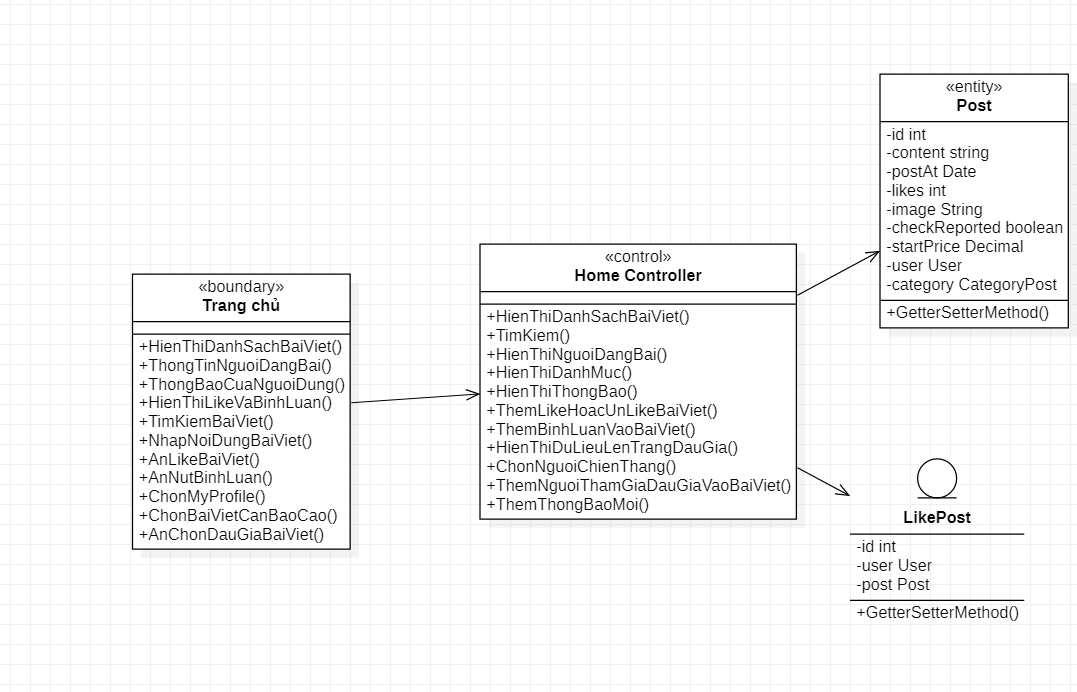 «boundary»
Trang chủ
+HienThiDanhSachBaiViet()
+ThongTinNguoiDangBai()
+ThongBaoCuaNguoiDung()
+HienThiLikeVaBinhLuan()
+TimKiemBaiViet()
+NhapNoiDungBaiViet()
+AnLikeBaiViet()
+AnNutBinhLuan()
+ChonMyProfile()
+ChonBaiVietCanBaoCao()
+AnChonDauGiaBaiViet()
«control»
Home Controller
+HienThiDanhSachBaiViet()
+TimKiem()
+HienThiNguoiDangBai()
+HienThiDanhMuc()
+HienThiThongBao()
+ThemLikeHoacUnLikeBaiViet()
+ThemBinhLuanVaoBaiViet()
+HienThiDuLieuLenTrangDauGia()
+ChonNguoiChienThang()
+ThemNguoiThamGiaDauGiaVaoBaiViet()
+ThemThongBaoMoi()
«entity»
Post
-id int
-content string
-postAt Date
-likes int
-image String
-checkReported boolean
-startPrice Decimal
-user User
-category CategoryPost
+GetterSetterMethod()
LikePost
-id int
-user User
-post Post
+GetterSetterMethod()